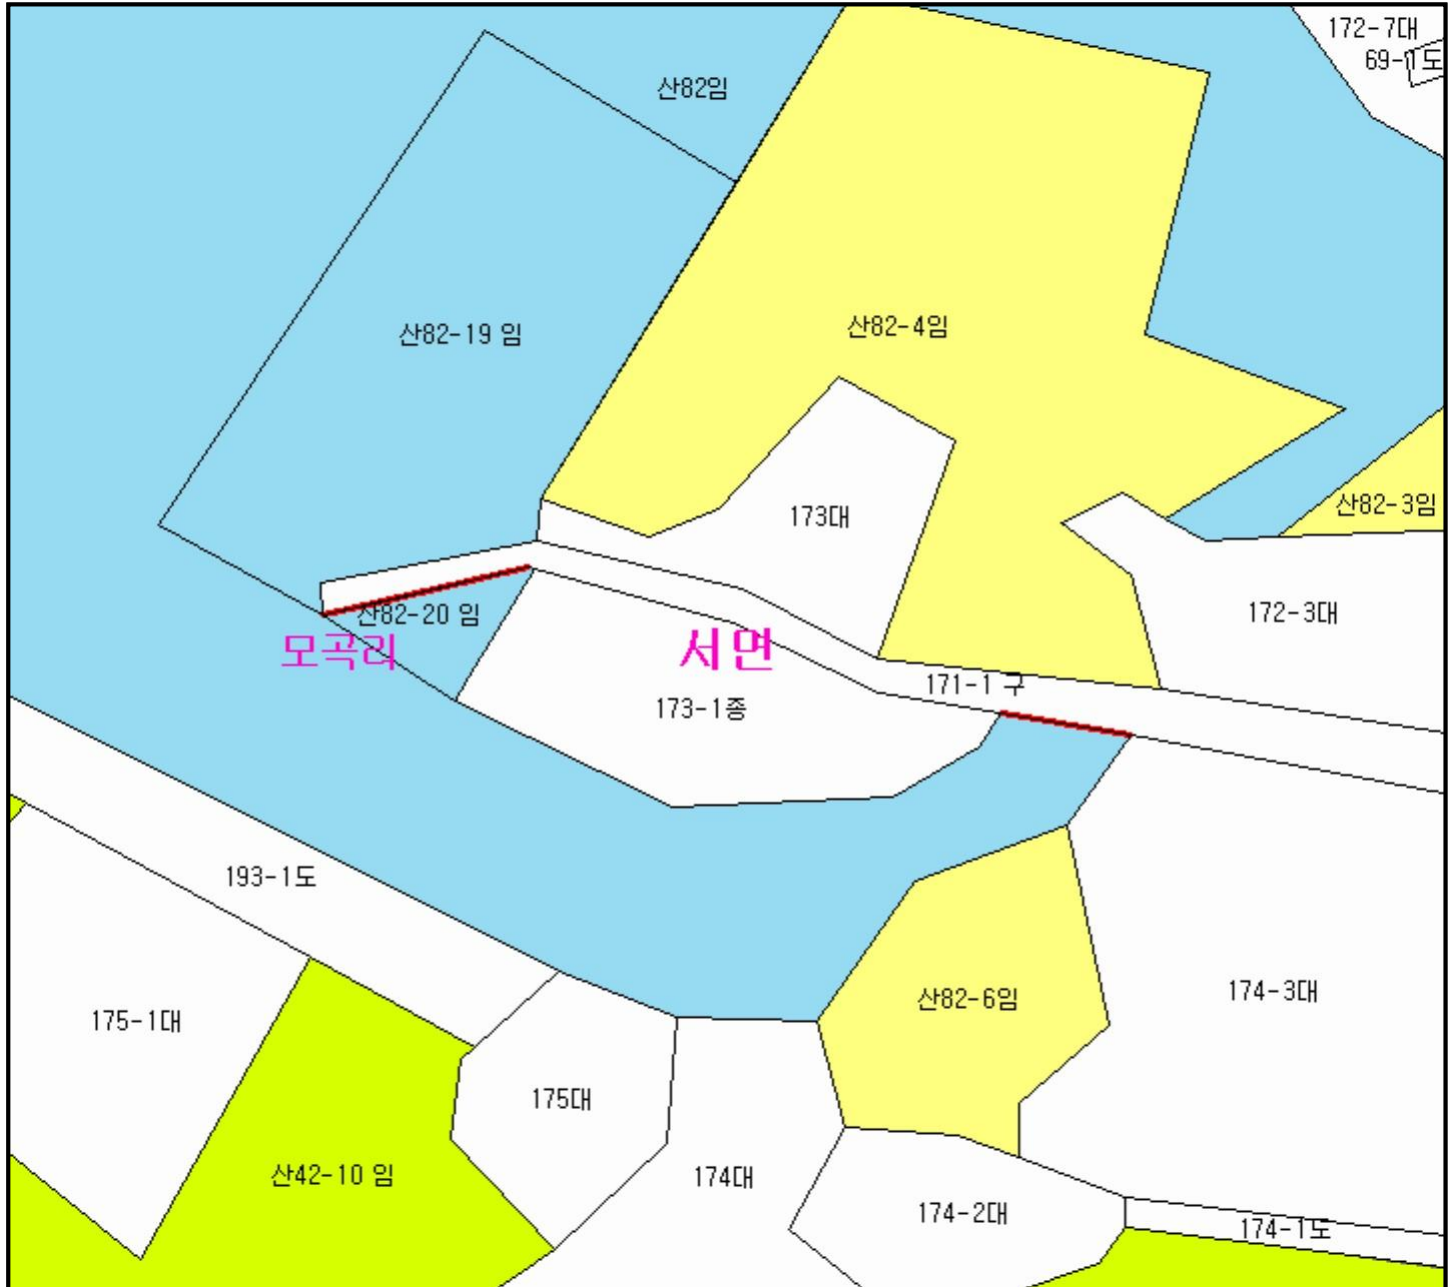 172-7대
69-1도
산82임
산82-19 임
산82-4임
산82-3임
173대
172-3대
산82-20 임
모곡리
서면
171-1 구
173-1종
193-1도
산82-6임
174-3대
175-1대
175대
산42-10 임
174대
174-2대
174-1도